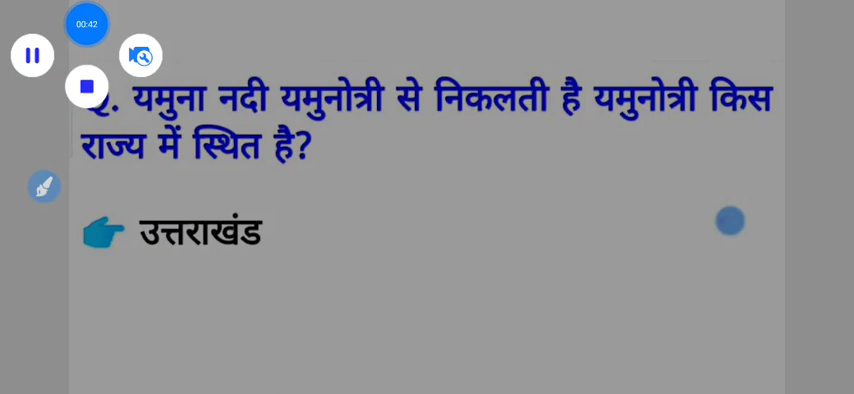 00:42
Q. यमुना नदी यमुनोत्री से निकलती है यमुनोत्री किस
राज्य में स्थित है?
उत्तराखंड